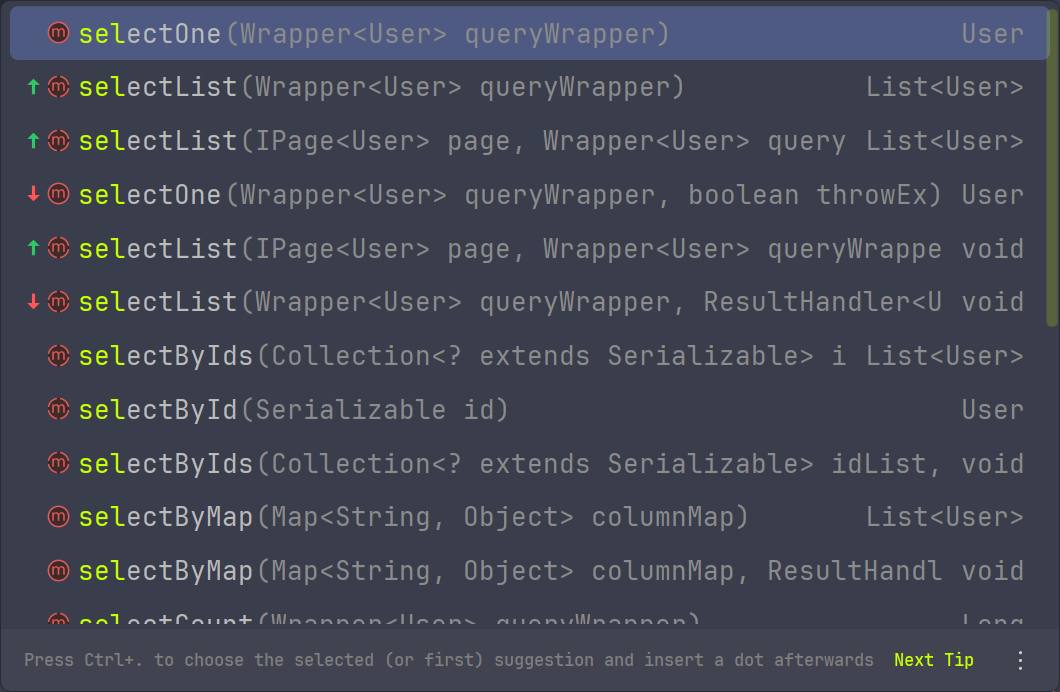 selectOne(Wrapper<User> queryWrapper) User
selectList(Wrapper<User> queryWrapper) List<User>
selectList(IPage<User> page, Wrapper<User> query List<User>
selectOne(Wrapper<User> queryWrapper, boolean throwEx) User
selectList(IPage<User> page, Wrapper<User> queryWrappe void
selectList(Wrapper<User> queryWrapper, ResultHandler<U void
selectByIds(Collection<? extends Serializable> i List<User>
selectById(Serializable id) User
selectByIds(Collection<? extends Serializable> idList, void
selectByMap(Map<String, Object> columnMap) List<User>
selectByMap(Map<String, Object> columnMap, ResultHandl void
selectCount(Wrapper<User> queryWrapper) Long
Press Ctrl+. to choose the selected (or first) suggestion and insert a dot afterwards Next Tip